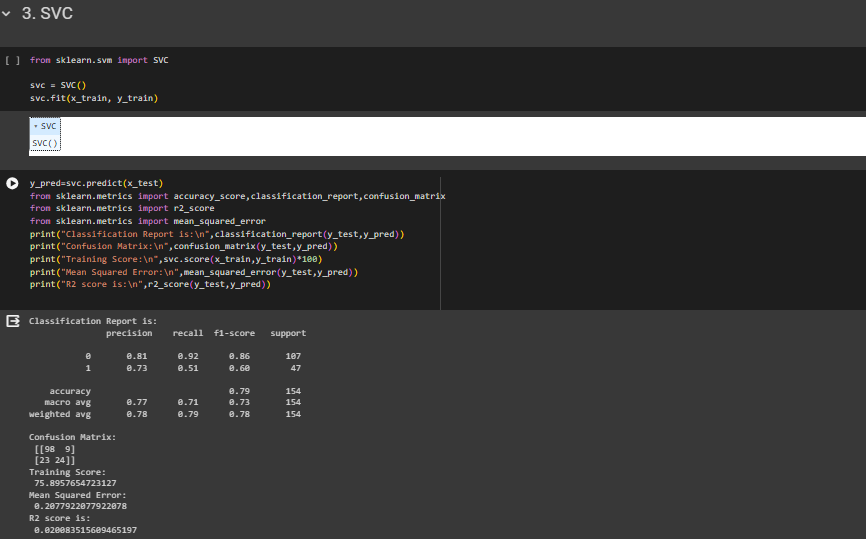 3. SVC
[ ] from sklearn.svm import SVC
svc = SVC()
svc.fit(x_train, y_train)
SVC
SVC()
y_pred=svc.predict(x_test)
from sklearn.metrics import accuracy_score,classification_report,confusion_matrix
from sklearn.metrics import r2_score
from sklearn.metrics import mean_squared_error
print("Classification Report is:\n",classification_report(y_test,y_pred))
print("Confusion Matrix:\n",confusion_matrix(y_test,y_pred))
print("Training Score:\n",svc.score(x_train,y_train)*100)
print("Mean Squared Error:\n",mean_squared_error(y_test,y_pred))
print("R2 score is:\n",r2_score(y_test,y_pred))
Classification Report is:
precision recall f1-score support
0 0.81 0.92 0.86 107
1 0.73 0.51 0.60 47
accuracy 0.79 154
macro avg 0.77 0.71 0.73 154
weighted avg 0.78 0.79 0.78 154
Confusion Matrix:
[[98 9]
[23 24]]
Training Score:
75.8957654723127
Mean Squared Error:
0.2077922077922078
R2 score is:
0.020083515609465197